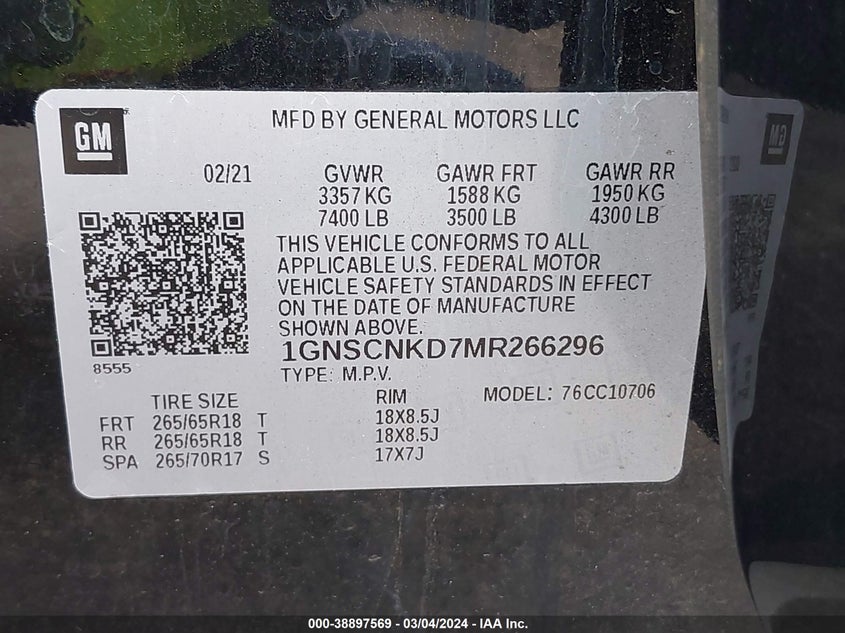 GM
MFD BY GENERAL MOTORS LLC
02/21 GVWR GAWR FRT GAWR RR
3357 KG 1588 KG 1950 KG
7400 LB 3500 LB 4300 LB
THIS VEHICLE CONFORMS TO ALL
APPLICABLE U.S. FEDERAL MOTOR
VEHICLE SAFETY STANDARDS IN EFFECT
ON THE DATE OF MANUFACTURE
SHOWN ABOVE.
1GNSCNKD7MR266296
8555
TYPE: M.P.V.
TIRE SIZE RIM MODEL: 76CC10706
FRT 265/65R18 T 18X8.5J
RR 265/65R18 T 18X8.5J
SPA 265/70R17 S 17X7J
GM
000-38897569 - 03/04/2024 - IAA Inc.